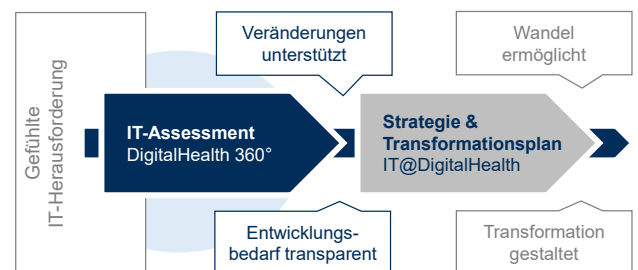 Gefühlte
IT-Herausforderung
Veränderungen
unterstützt
Wandel
ermöglicht
IT-Assessment
DigitalHealth 360°
Strategie &
Transformationsplan
IT@DigitalHealth
Entwicklungs-
bedarf transparent
Transformation
gestaltet